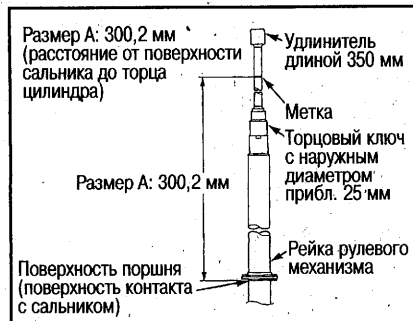 Размер А: 300,2 мм
(расстояние от поверхности
сальника до торца
цилиндра)
Удлинитель
длиной 350 мм
Метка
Торцовый ключ
с наружным
диаметром
прибл. 25 мм
Размер А: 300,2 мм
Рейка рулевого
механизма
Поверхность поршня
(поверхность контакта
с сальником)